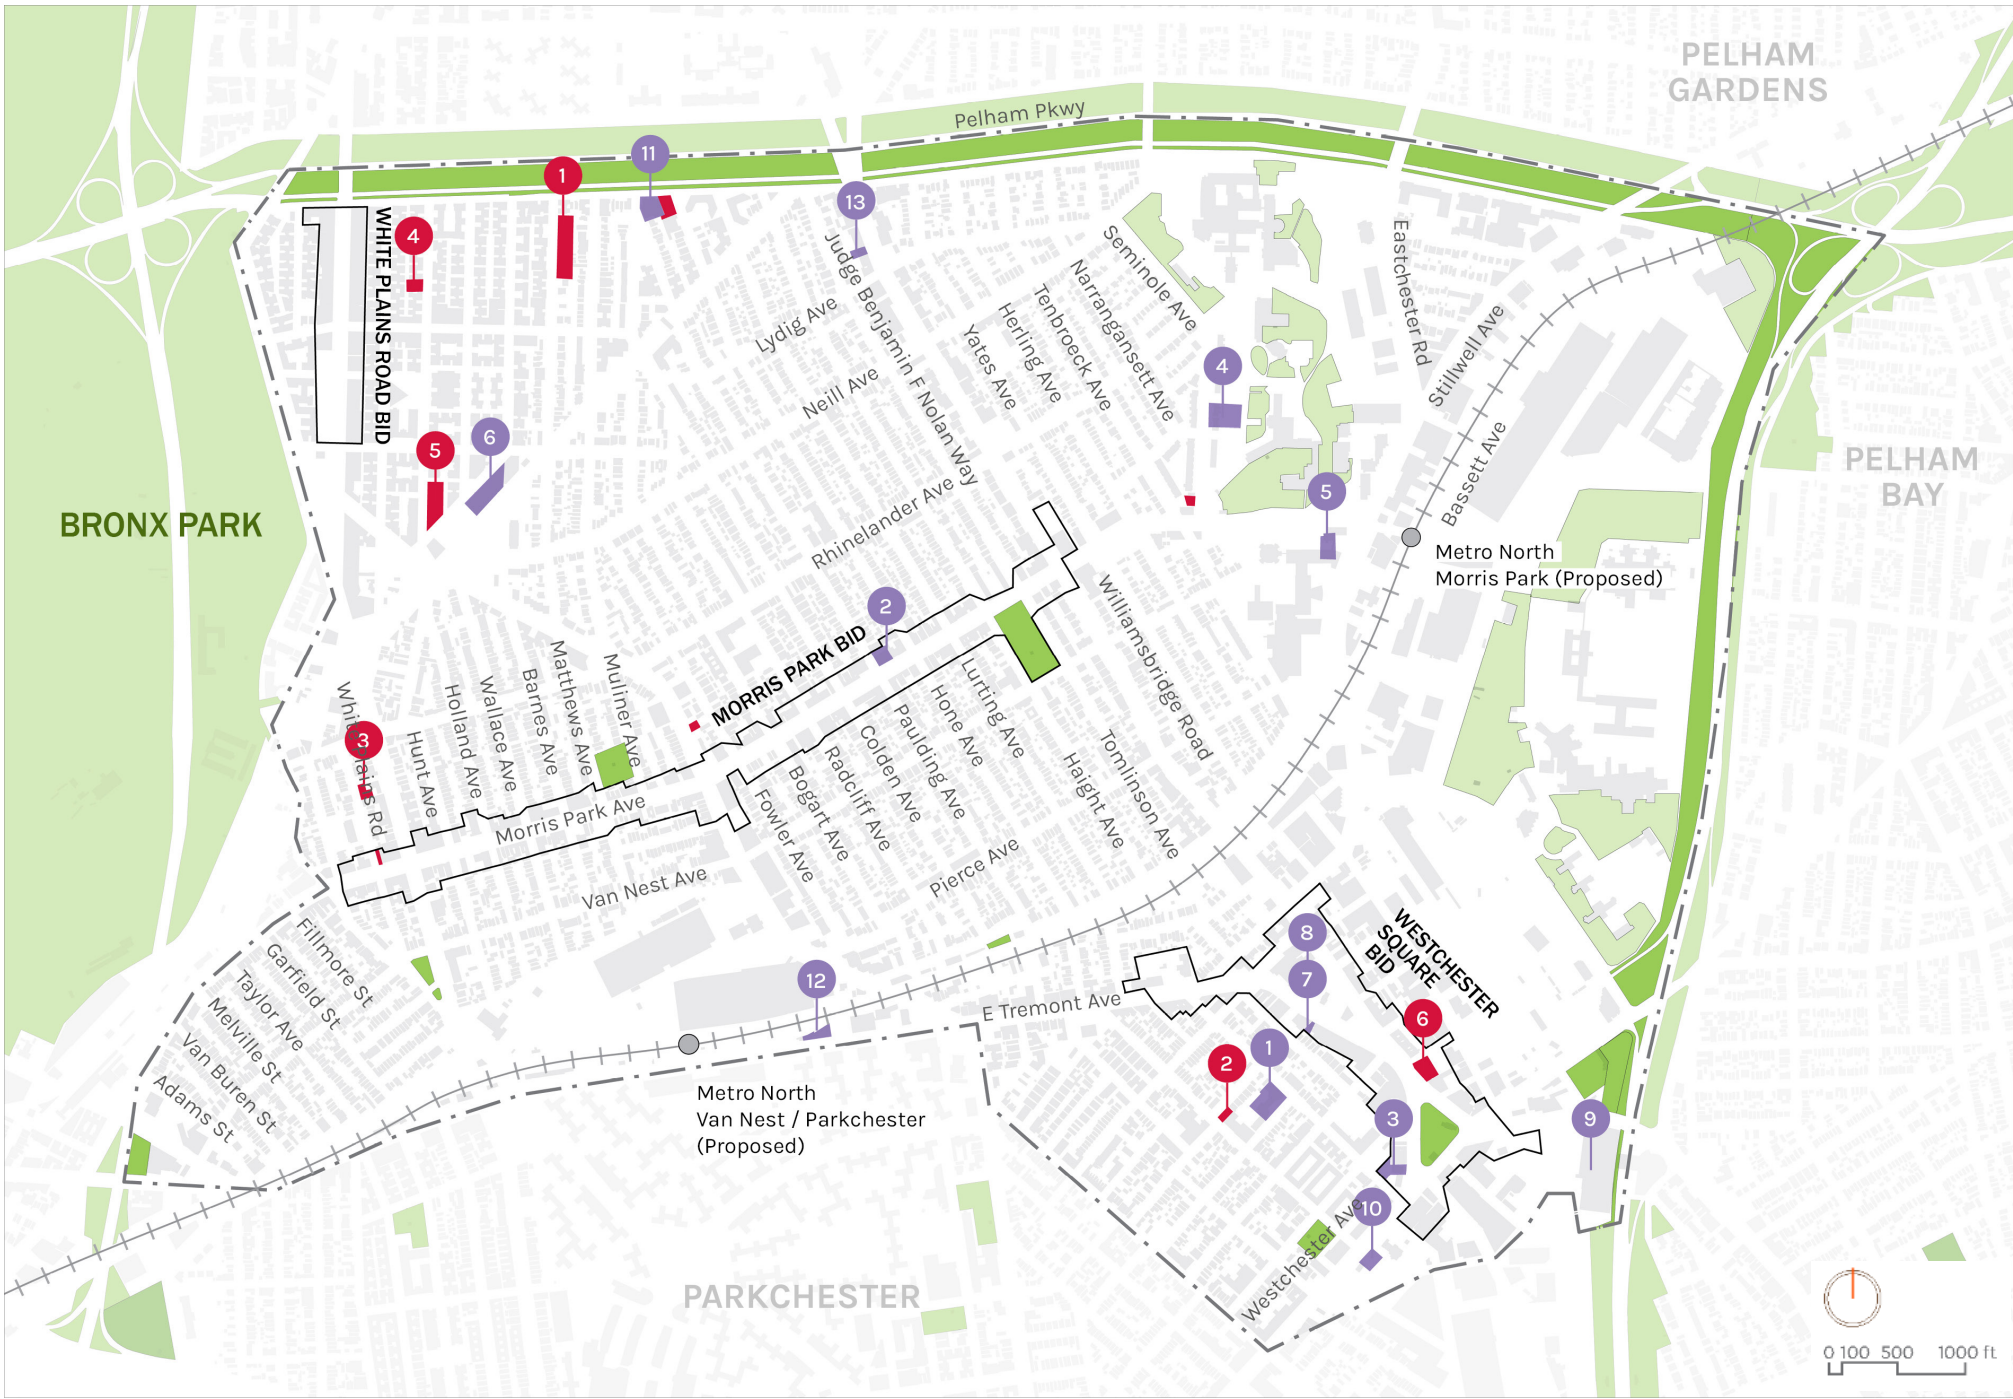 PELHAM
GARDENS
Pelham Pkwy
11
1
13
4
WHITE PLAINS ROAD BID
Judge Benjamin F Nolan Way
Seminole Ave
Eastchester Rd
Narrangansett Ave
Tenbroeck Ave
Herling Ave
Yates Ave
Lydig Ave
Neill Ave
Stillwell Ave
4
5
6
Bassett Ave
PELHAM
BAY
5
BRONX PARK
Rhinelander Ave
Metro North
Morris Park (Proposed)
2
MORRIS PARK BID
Williamsbridge Road
White Plains Rd
3
Hunt Ave
Holland Ave
Wallace Ave
Barnes Ave
Matthews Ave
Muliner Ave
Lurting Ave
Hone Ave
Paulding Ave
Colden Ave
Radcliff Ave
Bogart Ave
Fowler Ave
Haight Ave
Tomlinson Ave
Morris Park Ave
Van Nest Ave
Pierce Ave
Fillmore St
Garfield St
Taylor Ave
Melville St
Van Buren St
Adams St
12
E Tremont Ave
8
7
WESTCHESTER
SQUARE
BID
6
1
2
3
9
10
Metro North
Van Nest / Parkchester
(Proposed)
Westchester Ave
PARKCHESTER
0 100 500 1000 ft